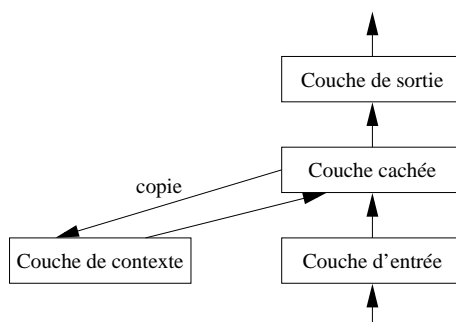 Couche de sortie
Couche cachée
copie
Couche de contexte
Couche d'entrée